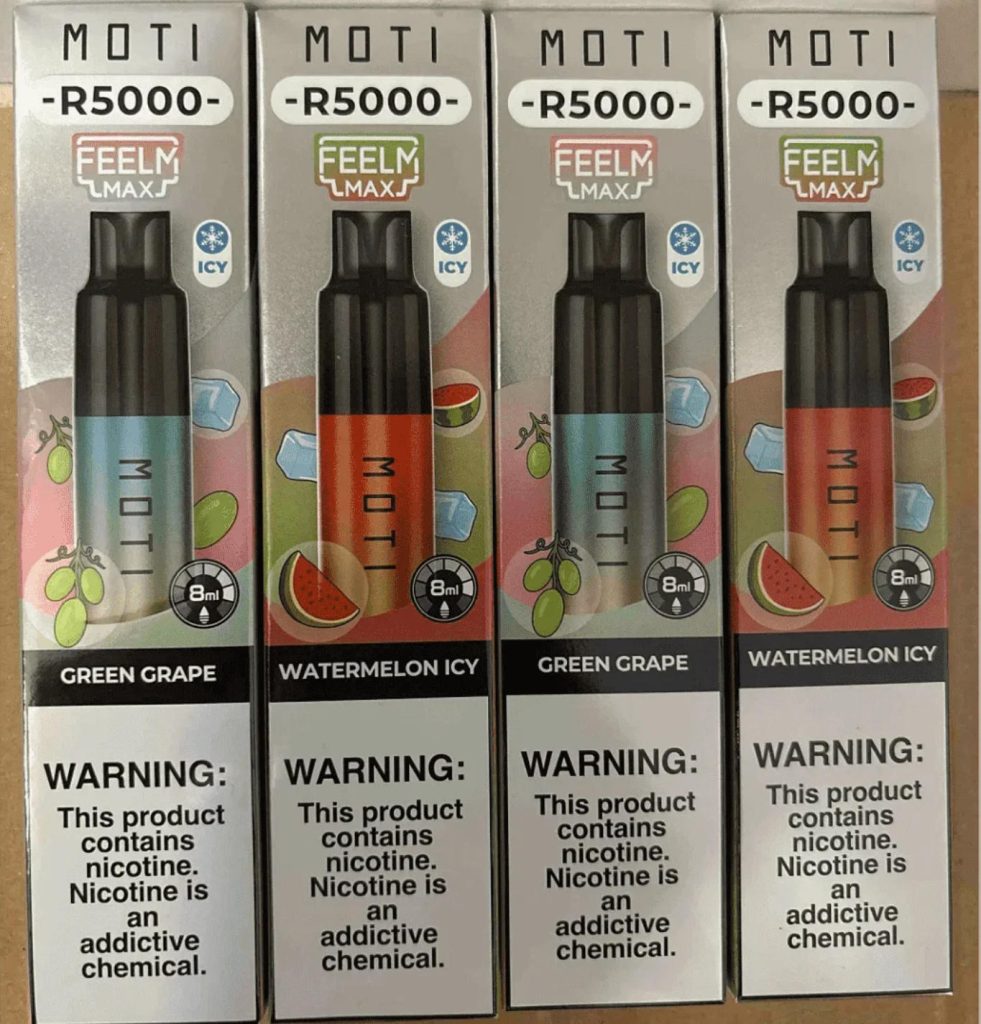 MOTI
-R5000-
FEELM
MAX
ICY
MOTI
8ml
GREEN GRAPE
WARNING:
This product
contains
nicotine.
Nicotine is
an
addictive
chemical.
MOTI
-R5000-
FEELM
MAX
ICY
MOTI
8ml
WATERMELON ICY
WARNING:
This product
contains
nicotine.
Nicotine is
an
addictive
chemical.
MOTI
-R5000-
FEELM
MAX
ICY
MOTI
8ml
GREEN GRAPE
WARNING:
This product
contains
nicotine.
Nicotine is
an
addictive
chemical.
MOTI
-R5000-
FEELM
MAX
ICY
MOTI
8ml
WATERMELON ICY
WARNING:
This product
contains
nicotine.
Nicotine is
an
addictive
chemical.